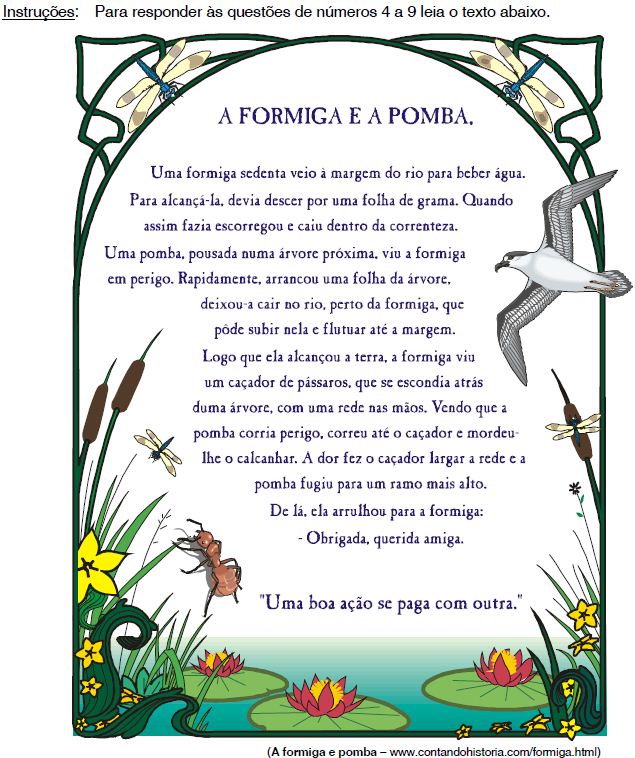 Instruções: Para responder às questões de números 4 a 9 leia o texto abaixo.
A FORMIGA E A POMBA.
Uma formiga sedenta veio à margem do rio para beber água.
Para alcançá-la, devia descer por uma folha de grama. Quando
assim fazia escorregou e caiu dentro da correnteza.
Uma pomba, pousada numa árvore próxima, viu a formiga
em perigo. Rapidamente, arrancou uma folha da árvore,
deixou-a cair no rio, perto da formiga, que
pôde subir nela e flutuar até a margem.
Logo que ela alcançou a terra, a formiga viu
um caçador de pássaros, que se escondia atrás
duma árvore, com uma rede nas mãos. Vendo que a
pomba corria perigo, correu até o caçador e mordeu-
lhe o calcanhar. A dor fez o caçador largar a rede e a
pomba fugiu para um ramo mais alto.
De lá, ela arrulhou para a formiga:
- Obrigada, querida amiga.
"Uma boa ação se paga com outra."
(A formiga e pomba – www.contandohistoria.com/formiga.html)